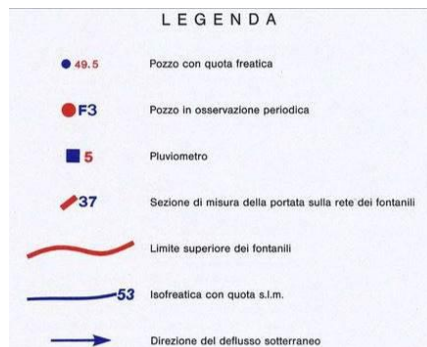 LEGENDA
49.5 Pozzo con quota freatica
F3 Pozzo in osservazione periodica
5 Pluviometro
37 Sezione di misura della portata sulla rete dei fontanili
Limite superiore dei fontanili
53 Isofreatica con quota s.l.m.
Direzione del deflusso sotterraneo